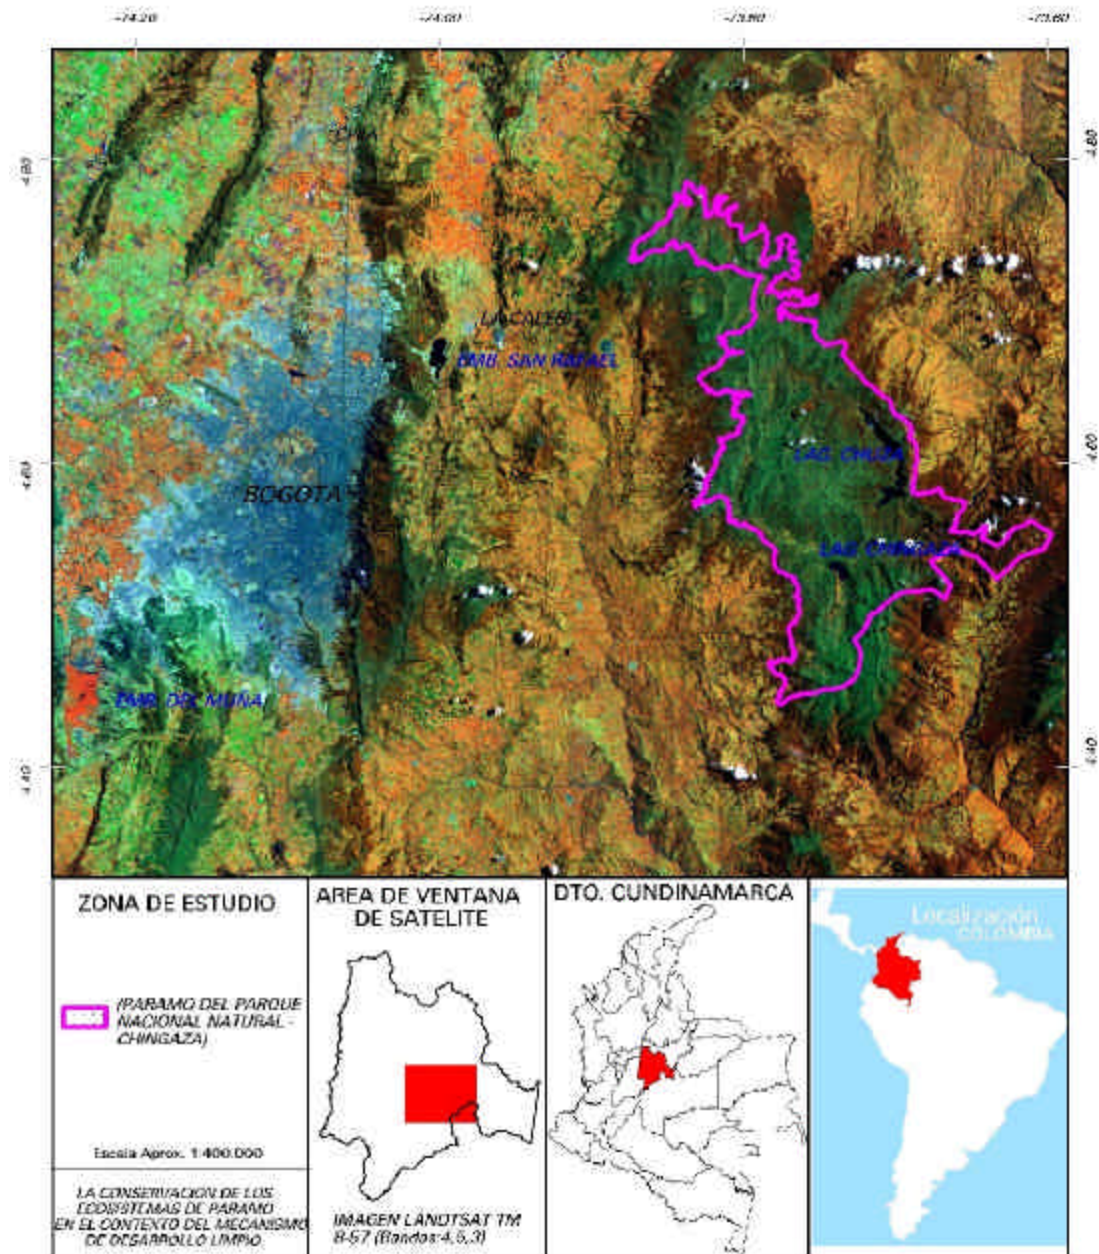 -74.20 -74.00 -73.80 -73.60
4.80 4.80
LA CALERA
EMB. SAN RAFAEL
LAG. CHUZA
4.60 4.60
BOGOTA
LAG. CHINGAZA
EMB. DEL MUÑA
4.40 4.40
ZONA DE ESTUDIO
(PARAMO DEL PARQUE
NACIONAL NATURAL -
CHINGAZA)
Escala Aprox. 1:400.000
LA CONSERVACION DE LOS
ECOSISTEMAS DE PARAMO
EN EL CONTEXTO DEL MECANISMO
DE DESARROLLO LIMPIO
AREA DE VENTANA
DE SATELITE
IMAGEN LANDTSAT TM
8-57 (Bandas:4,5,3)
DTO. CUNDINAMARCA
Localización
COLOMBIA